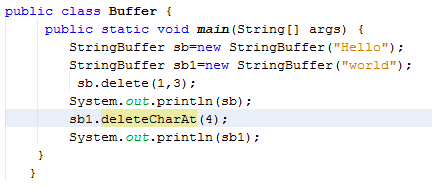 public class Buffer {
public static void main(String[] args) {
StringBuffer sb=new StringBuffer("Hello");
StringBuffer sb1=new StringBuffer("world");
sb.delete(1,3);
System.out.println(sb);
sb1.deleteCharAt(4);
System.out.println(sb1);
}
}